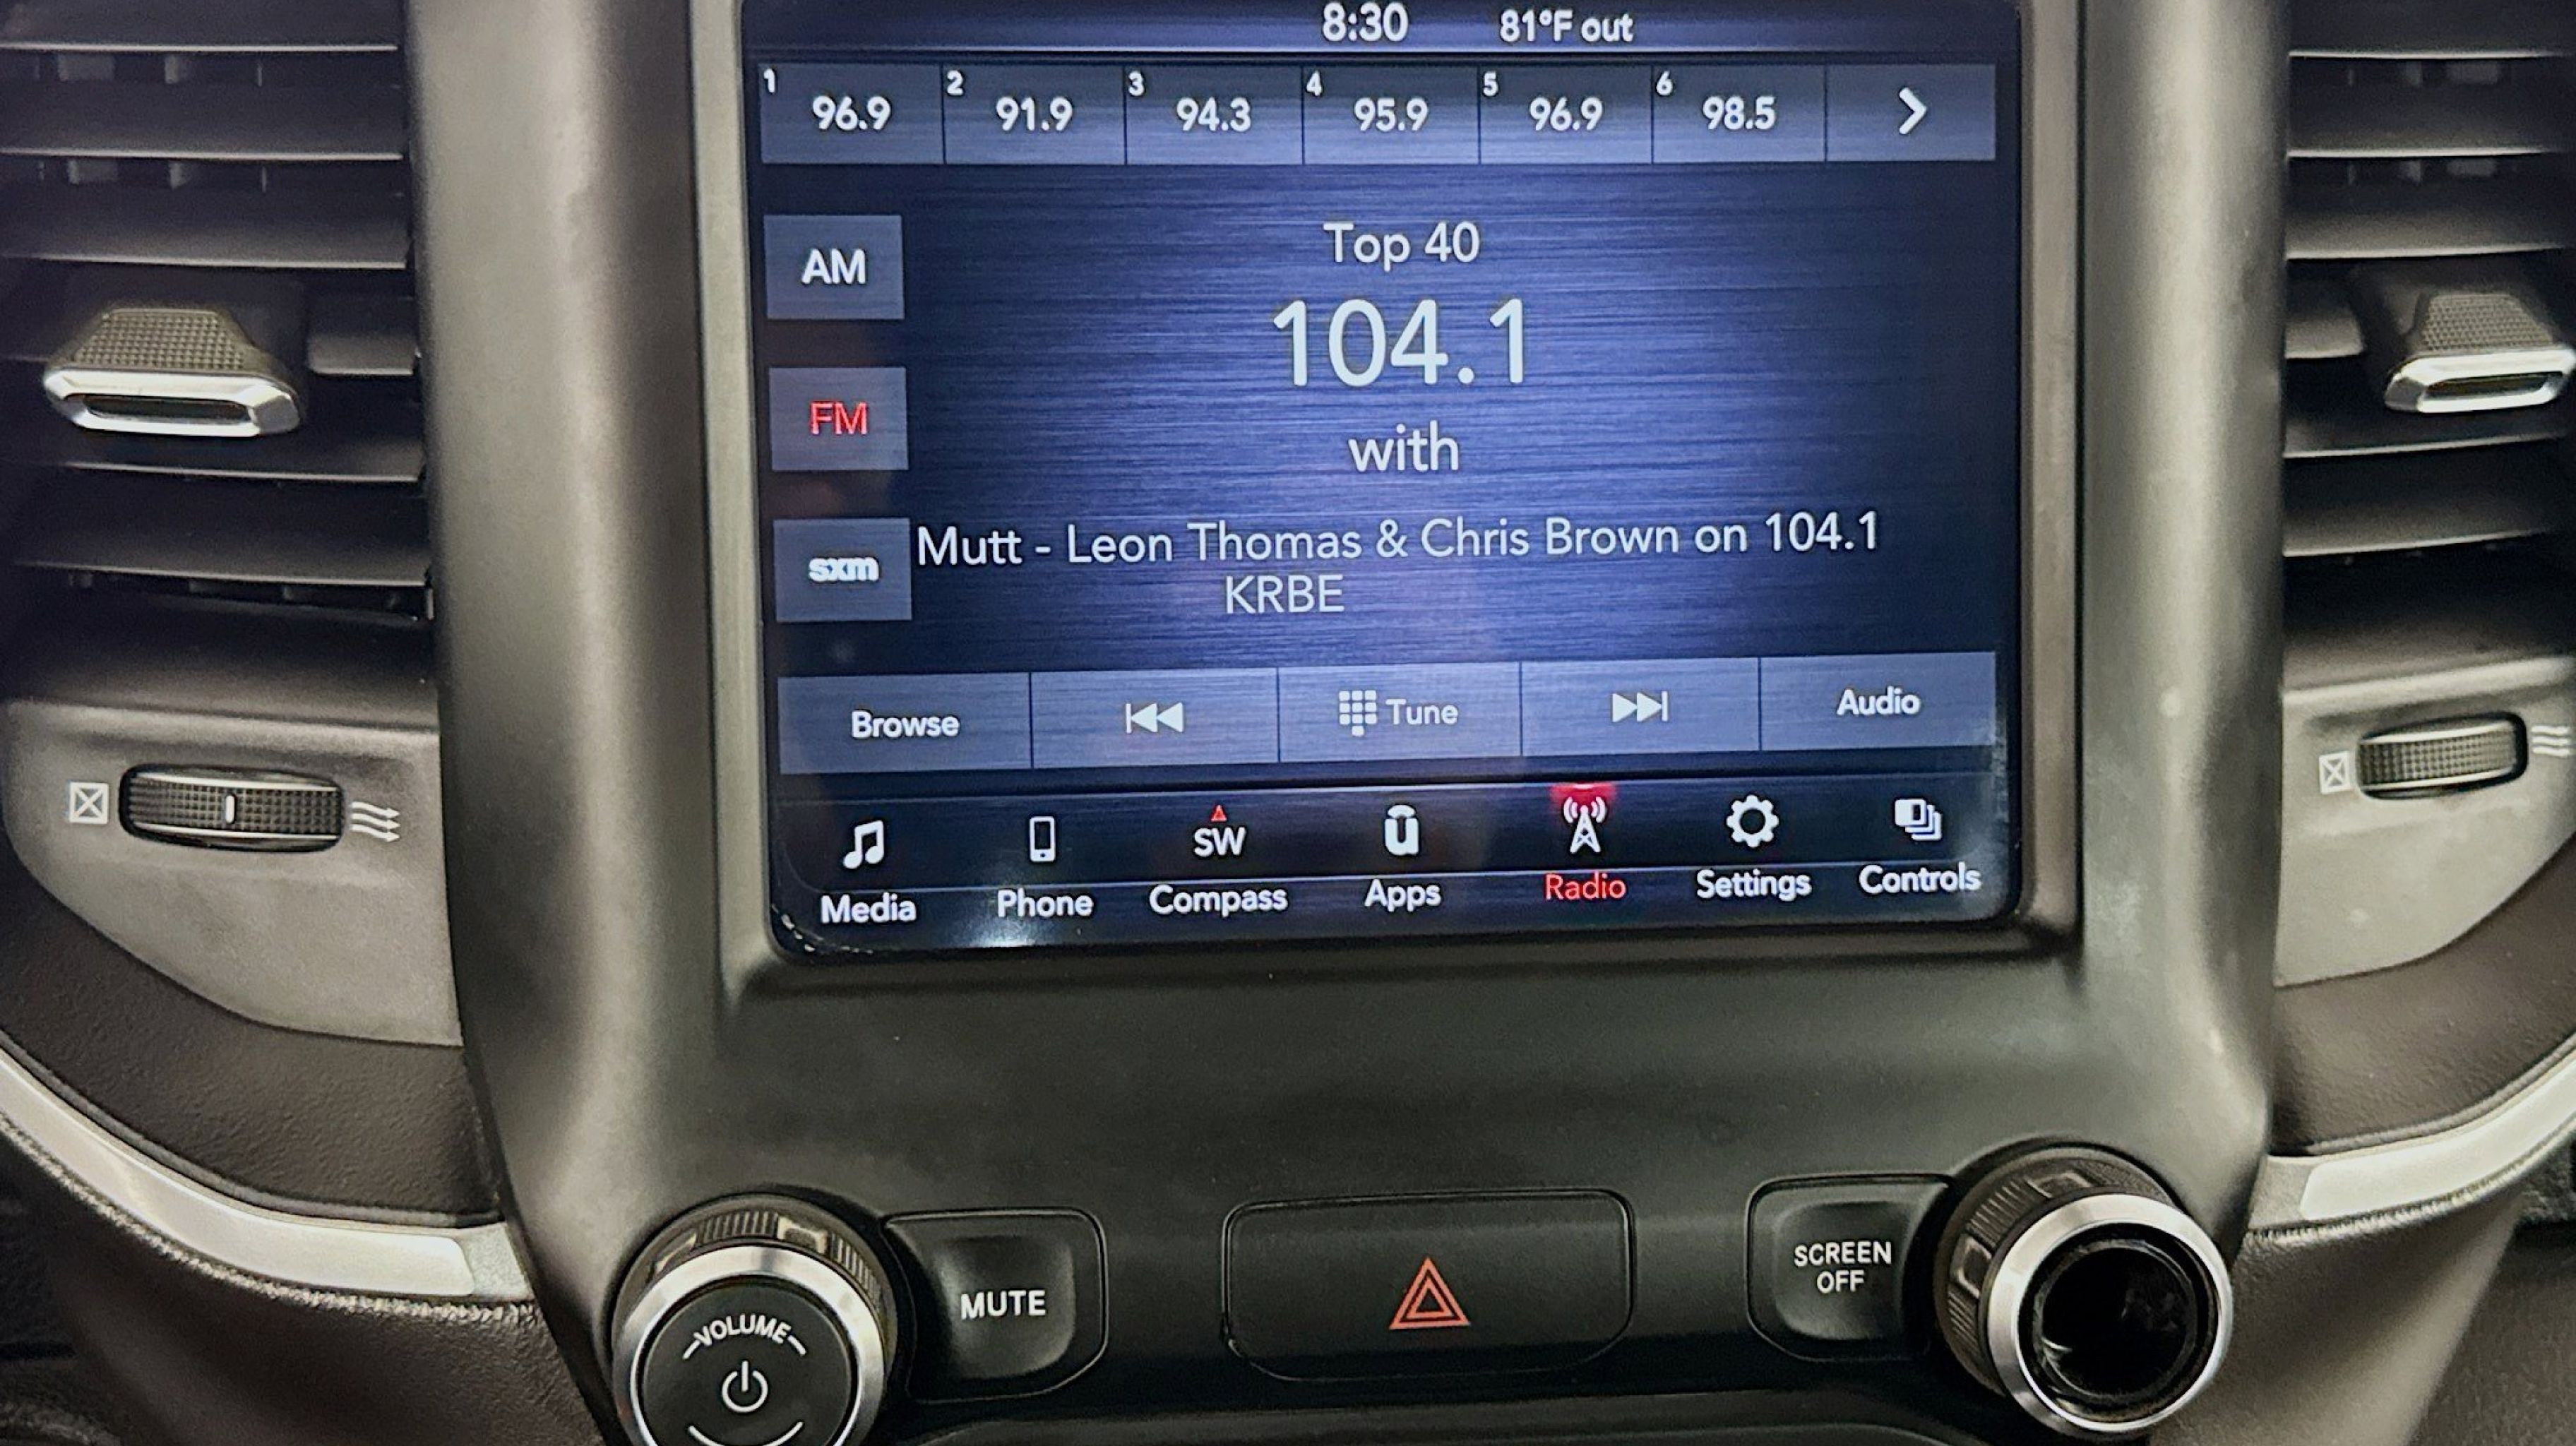 8:30 81°F out
1 96.9 2 91.9 3 94.3 4 95.9 5 96.9 6 98.5
Top 40
AM
104.1
FM
with
sxm
Mutt - Leon Thomas & Chris Brown on 104.1
KRBE
Browse Tune Audio
SW
Media Phone Compass Apps Radio Settings Controls
VOLUME
MUTE
SCREEN
OFF